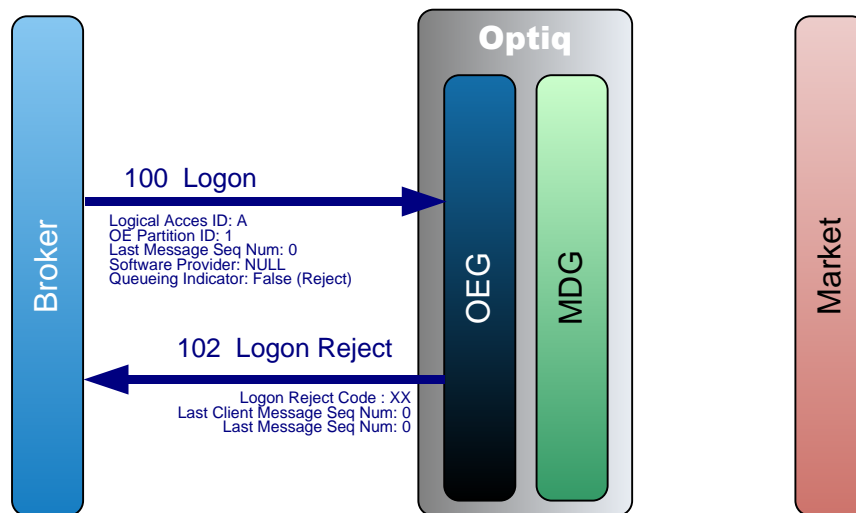 Optiq
100 Logon
Logical Acces ID: A
OE Partition ID: 1
Last Message Seq Num: 0
Software Provider: NULL
Queueing Indicator: False (Reject)
Broker
OEG
MDG
Market
102 Logon Reject
Logon Reject Code : XX
Last Client Message Seq Num: 0
Last Message Seq Num: 0